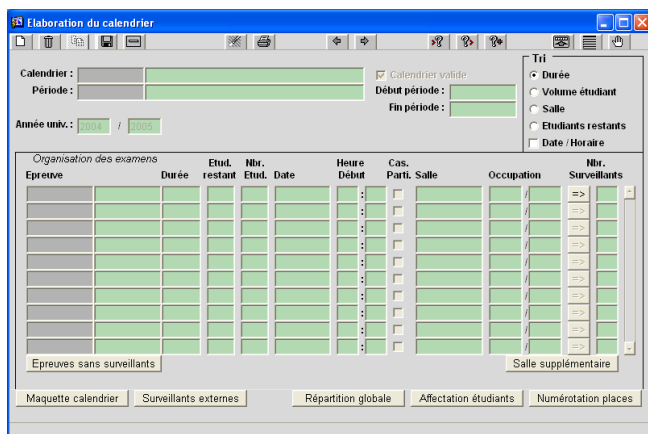 Elaboration du calendrier
Tri
Calendrier :
Calendrier valide
Durée
Période :
Début période :
Volume étudiant
Fin période :
Salle
Année univ. : 2004 / 2005
Etudiants restants
Date / Horaire
Organisation des examens
Epreuve Durée Etud. restant Nbr. Etud. Date Heure Début Cas. Parti. Salle Occupation Nbr. Surveillants
: / =>
: / =>
: / =>
: / =>
: / =>
: / =>
: / =>
: / =>
: / =>
Epreuves sans surveillants Salle supplémentaire
Maquette calendrier Surveillants externes Répartition globale Affectation étudiants Numérotation places